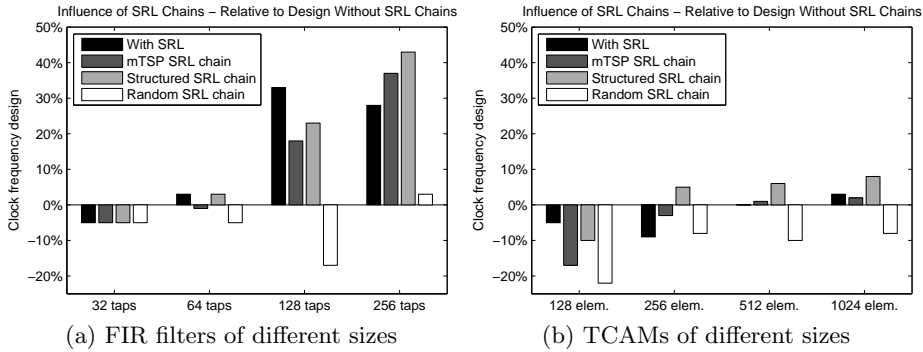 Influence of SRL Chains − Relative to Design Without SRL Chains
Clock frequency design
50%
40%
30%
20%
10%
0%
−10%
−20%
With SRL
mTSP SRL chain
Structured SRL chain
Random SRL chain
32 taps
64 taps
128 taps
256 taps
(a) FIR filters of different sizes
Influence of SRL Chains − Relative to Design Without SRL Chains
Clock frequency design
50%
40%
30%
20%
10%
0%
−10%
−20%
With SRL
mTSP SRL chain
Structured SRL chain
Random SRL chain
128 elem.
256 elem.
512 elem.
1024 elem.
(b) TCAMs of different sizes